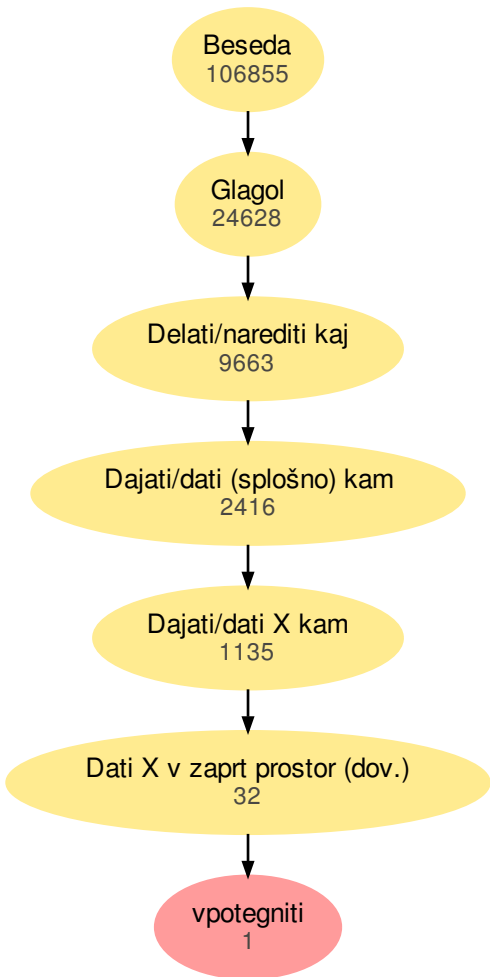 Beseda
106855
Glagol
24628
Delati/narediti kaj
9663
Dajati/dati (splošno) kam
2416
Dajati/dati X kam
1135
Dati X v zaprt prostor (dov.)
32
vpotegniti
1